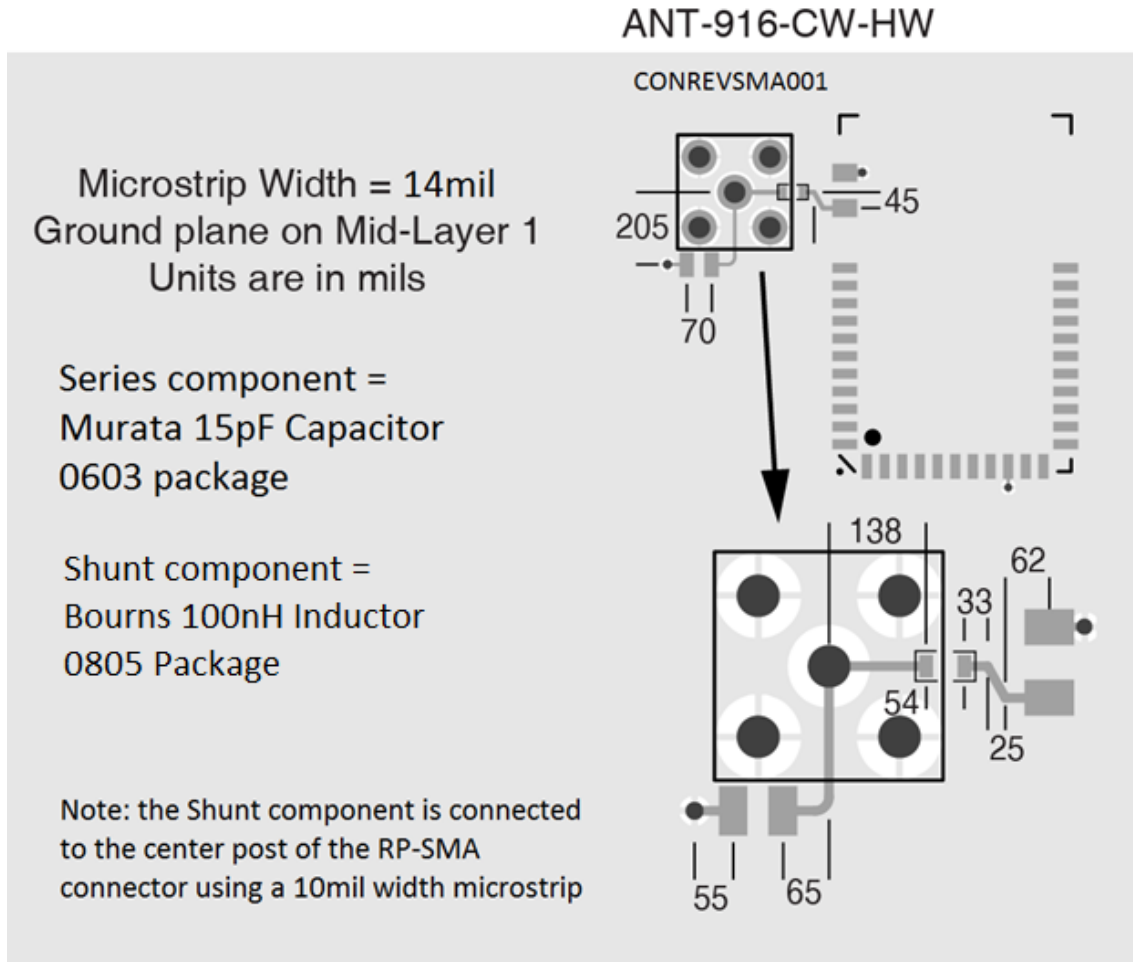 ANT-916-CW-HW
CONREVSMA001
Microstrip Width = 14mil
Ground plane on Mid-Layer 1
Units are in mils
205
45
70
Series component =
Murata 15pF Capacitor
0603 package
138
62
33
Shunt component =
Bourns 100nH Inductor
0805 Package
54
25
Note: the Shunt component is connected
to the center post of the RP-SMA
connector using a 10mil width microstrip
55
65